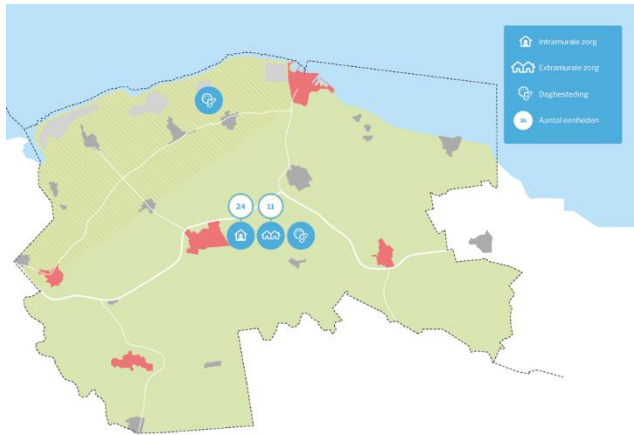 Intramurale zorg
Extramurale zorg
Dagbesteding
36 Aantal eenheden
24 11